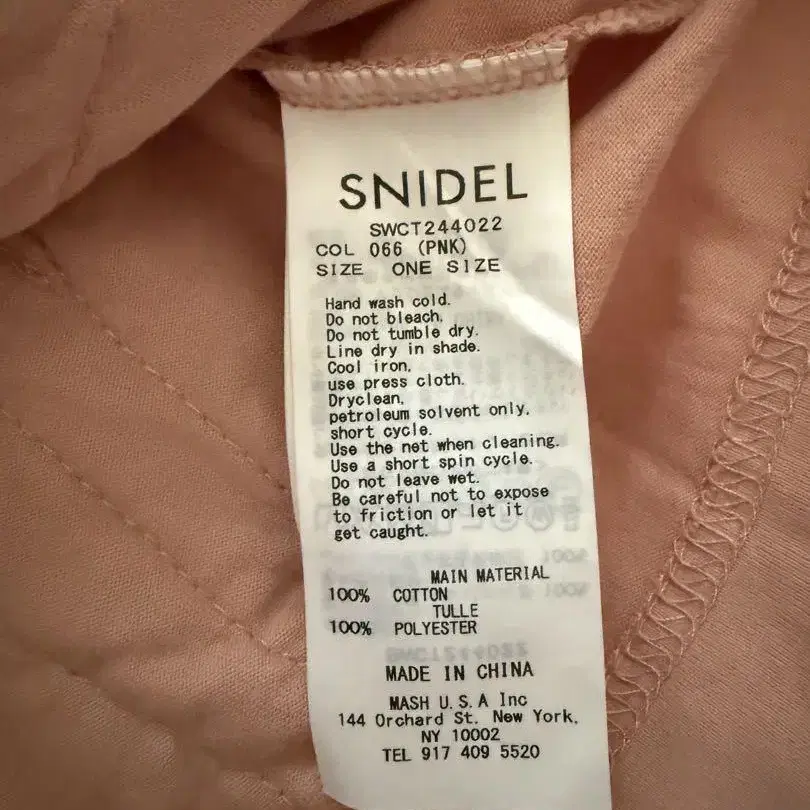 SNIDEL
SWCT244022
COL 066 (PNK)
SIZE ONE SIZE
Hand wash cold.
Do not bleach.
Do not tumble dry.
Line dry in shade.
Cool iron,
use press cloth.
Dryclean,
petroleum solvent only,
short cycle.
Use the net when cleaning.
Use a short spin cycle.
Do not leave wet.
Be careful not to expose
to friction or let it
get caught.
MAIN MATERIAL
100% COTTON
TULLE
100% POLYESTER
MADE IN CHINA
MASH U.S.A Inc
144 Orchard St. New York,
NY 10002
TEL 917 409 5520